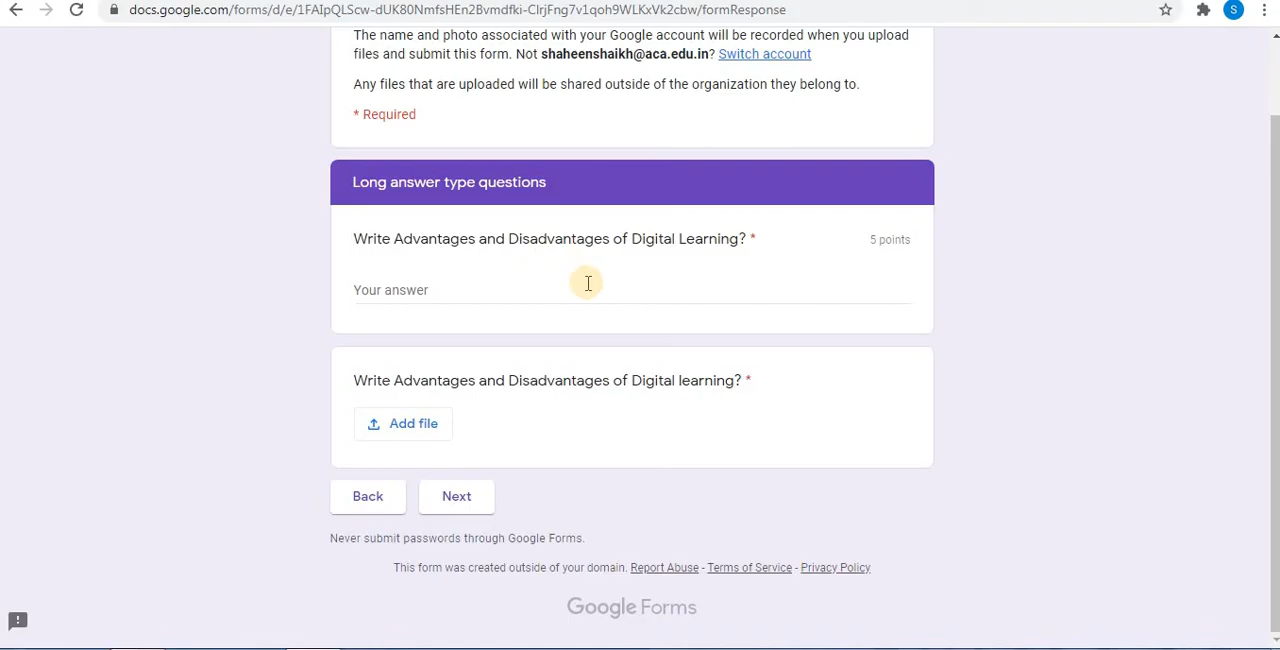 docs.google.com/forms/d/e/1FAIpQLScw-dUK80NmfsHEn2Bvmdfki-ClrjFng7v1qoh9WLKxVk2cbw/formResponse
S
The name and photo associated with your Google account will be recorded when you upload
files and submit this form. Not shaheenshaikh@aca.edu.in? Switch account
Any files that are uploaded will be shared outside of the organization they belong to.
* Required
Long answer type questions
Write Advantages and Disadvantages of Digital Learning? *
5 points
Your answer
Write Advantages and Disadvantages of Digital learning? *
Add file
Back
Next
Never submit passwords through Google Forms.
This form was created outside of your domain. Report Abuse - Terms of Service - Privacy Policy
Google Forms